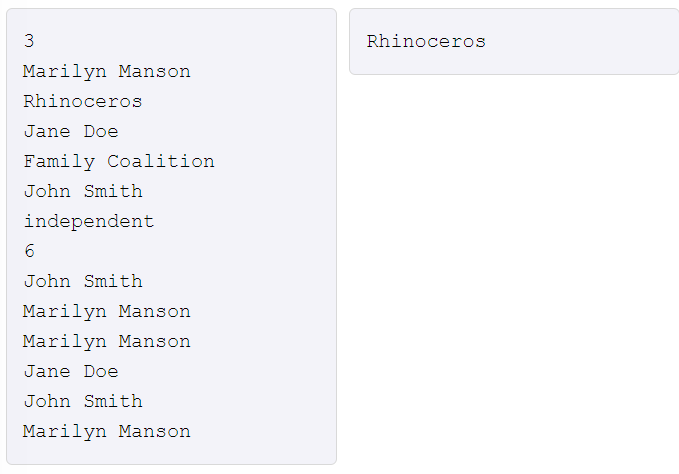 3
Marilyn Manson
Rhinoceros
Jane Doe
Family Coalition
John Smith
independent
6
John Smith
Marilyn Manson
Marilyn Manson
Jane Doe
John Smith
Marilyn Manson
Rhinoceros